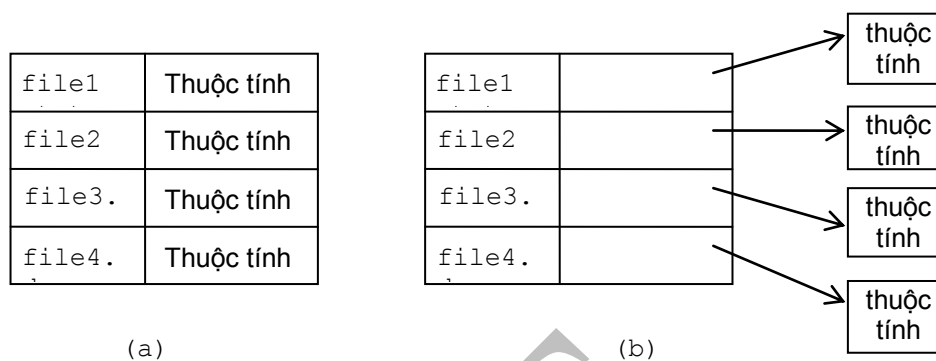 file1 Thuộc tính
file2 Thuộc tính
file3. Thuộc tính
file4. Thuộc tính
(a)
file1
file2
file3.
file4.
thuộc
tính
thuộc
tính
thuộc
tính
thuộc
tính
(b)